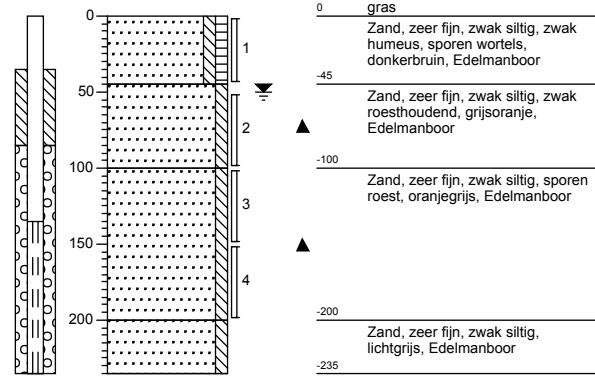 0
50
100
150
200
1
2
3
4
0
gras
Zand, zeer fijn, zwak siltig, zwak
humeus, sporen wortels,
donkerbruin, Edelmanboor
-45
Zand, zeer fijn, zwak siltig, zwak
roesthoudend, grijsoranje,
Edelmanboor
-100
Zand, zeer fijn, zwak siltig, sporen
roest, oranjegrijs, Edelmanboor
-200
Zand, zeer fijn, zwak siltig,
lichtgrijs, Edelmanboor
-235